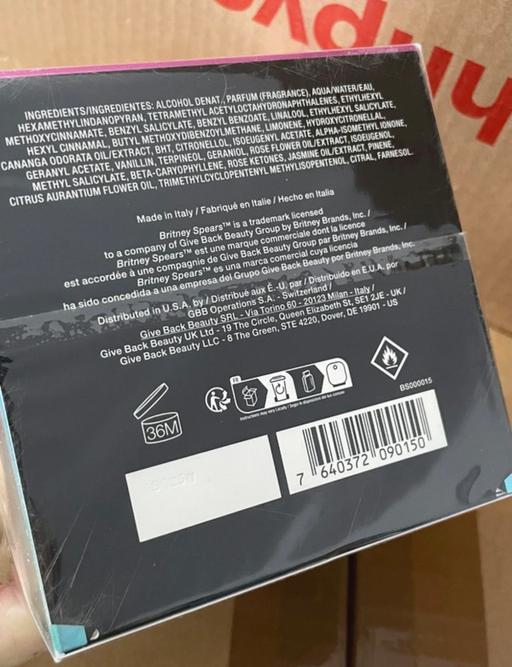 INGREDIENTS/INGREDIENTES: ALCOHOL DENAT., PARFUM (FRAGRANCE), AQUA/WATER/EAU,
HEXAMETHYLINDANOPYRAN, TETRAMETHYL ACETYLOCTAHYDRONAPHTHALENES, ETHYLHEXYL
METHOXYCINNAMATE, BENZYL SALICYLATE, BENZYL BENZOATE, LINALOOL, ETHYLHEXYL SALICYLATE,
HEXYL CINNAMAL, BUTYL METHOXYDIBENZOYLMETHANE, LIMONENE, HYDROXYCITRONELLAL,
CANANGA ODORATA OIL/EXTRACT, BHT, CITRONELLOL, ISOEUGENYL ACETATE, ALPHA-ISOMETHYL IONONE,
GERANYL ACETATE, VANILLIN, TERPINEOL, GERANIOL, ROSE FLOWER OIL/EXTRACT, ISOEUGENOL,
METHYL SALICYLATE, BETA-CARYOPHYLLENE, ROSE KETONES, JASMINE OIL/EXTRACT, PINENE,
CITRUS AURANTIUM FLOWER OIL, TRIMETHYLCYCLOPENTENYL METHYLISOPENTENOL, CITRAL, FARNESOL.
Made in Italy / Fabriqué en Italie / Hecho en Italia
Britney Spears™ is a trademark licensed
to a company of Give Back Beauty Group by Britney Brands, Inc. /
Britney Spears™ est une marque commerciale dont la licence
est accordée à une compagnie de Give Back Beauty Group par Britney Brands, Inc. /
Britney Spears™ es una marca comercial cuya licencia
ha sido concedida a una empresa del Grupo Give Back Beauty por Britney Brands, Inc.
Distributed in U.S.A. by / Distribué aux É.-U. par / Distribuido en E.U.A. por
GBB Operations S.A. - Switzerland /
Give Back Beauty SRL - Via Torino 60 - 20123 Milan - Italy /
Give Back Beauty UK Ltd - 19 The Circle, Queen Elizabeth St, SE1 2JE - UK /
Give Back Beauty LLC - 8 The Green, STE 4220, Dover, DE 19901 - US
FR
36M
BS000015
7 640372 090150